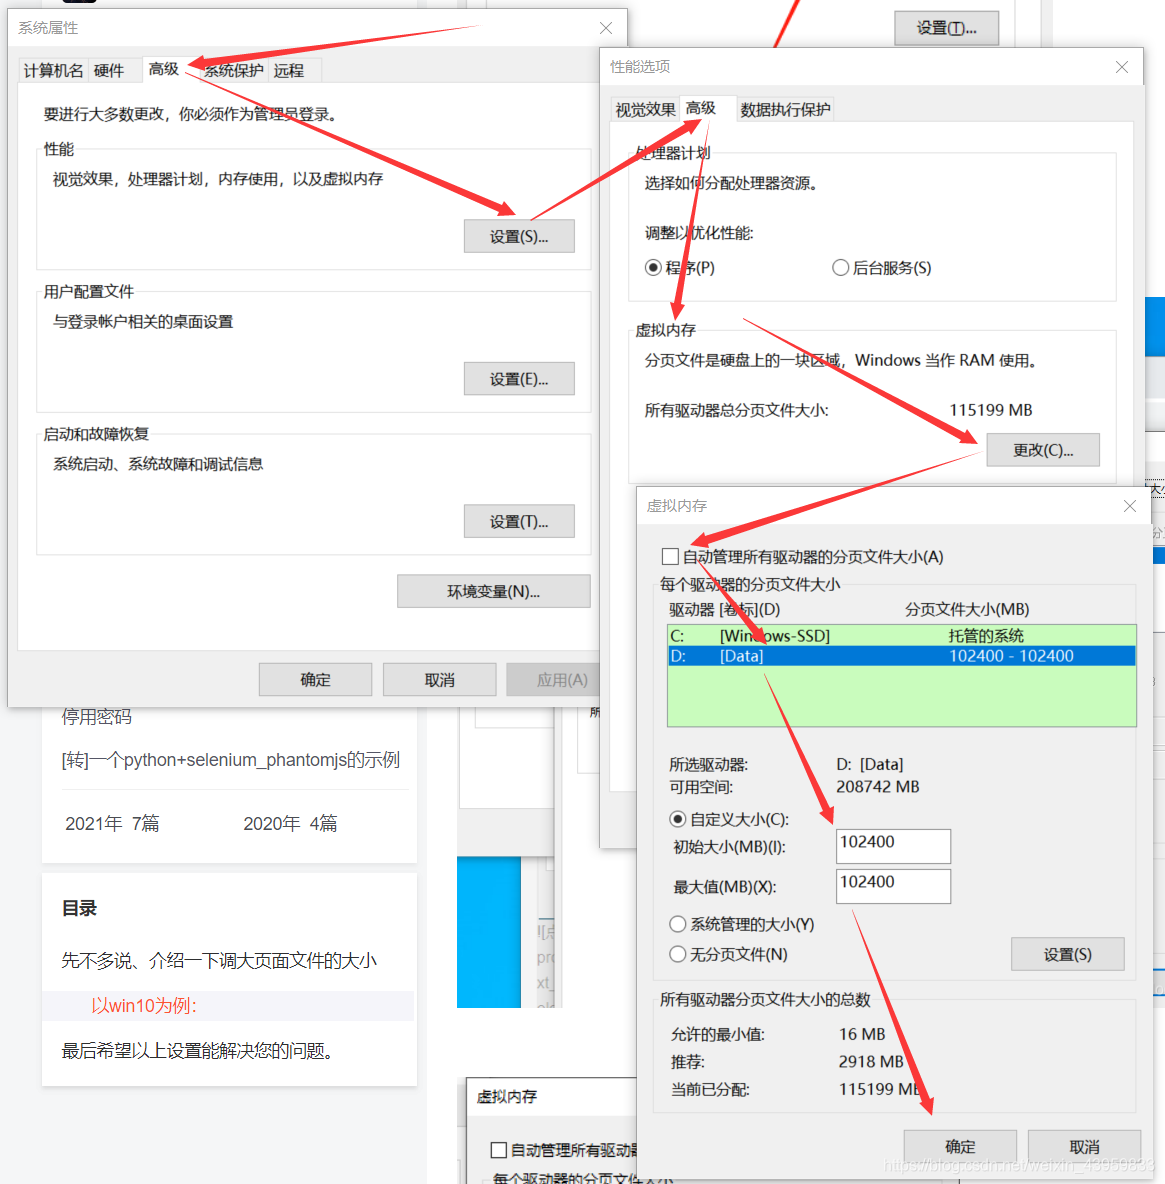 系统属性
计算机名
硬件
高级
系统保护
远程
要进行大多数更改，你必须作为管理员登录。
性能
视觉效果，处理器计划，内存使用，以及虚拟内存
设置(S)...
用户配置文件
与登录帐户相关的桌面设置
设置(E)...
启动和故障恢复
系统启动、系统故障和调试信息
设置(T)...
环境变量(N)...
确定
取消
应用(A)
设置(T)...
性能选项
视觉效果
高级
数据执行保护
处理器计划
选择如何分配处理器资源。
调整以优化性能:
程序(P)
后台服务(S)
虚拟内存
分页文件是硬盘上的一块区域，Windows 当作 RAM 使用。
所有驱动器总分页文件大小:
115199 MB
更改(C)...
虚拟内存
自动管理所有驱动器的分页文件大小(A)
每个驱动器的分页文件大小
驱动器 [卷标](D)
分页文件大小(MB)
C: [Windows-SSD] 托管的系统
D: [Data] 102400 - 102400
所选驱动器: D: [Data]
可用空间: 208742 MB
自定义大小(C):
初始大小(MB)(I): 102400
最大值(MB)(X): 102400
系统管理的大小(Y)
无分页文件(N)
设置(S)
所有驱动器分页文件大小的总数
允许的最小值: 16 MB
推荐: 2918 MB
当前已分配: 115199 MB
确定
取消
停用密码
[转]一个python+selenium_phantomjs的示例
2021年 7篇
2020年 4篇
目录
先不多说、介绍一下调大页面文件的大小
以win10为例：
最后希望以上设置能解决您的问题。
虚拟内存
自动管理所有驱动器
每个驱动器的分页文件大小
https://blog.csdn.net/weixin_43959833